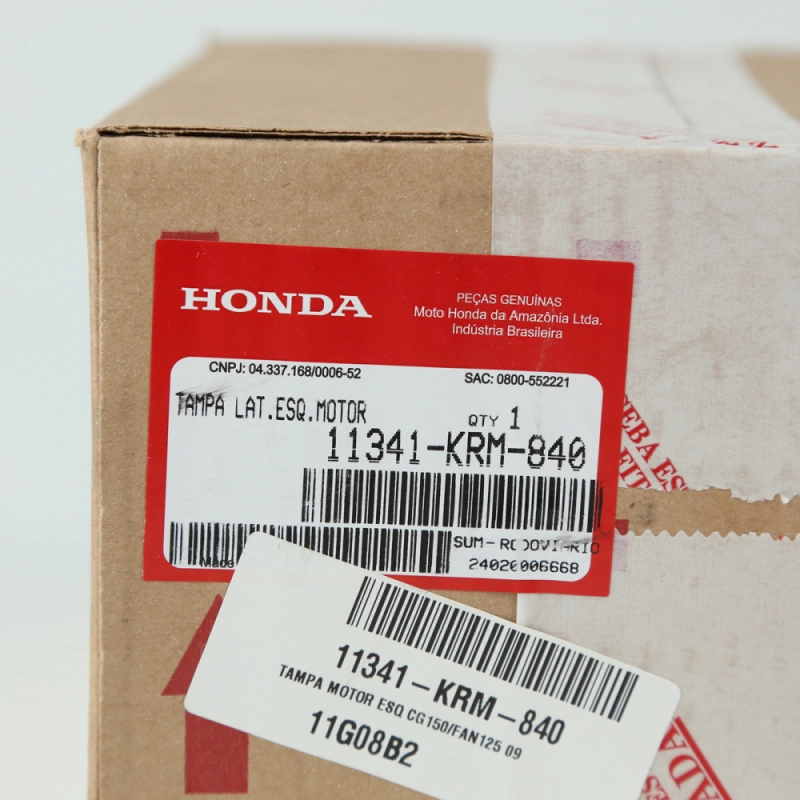 HONDA
PEÇAS GENUÍNAS
Moto Honda da Amazônia Ltda.
Indústria Brasileira
CNPJ: 04.337.168/0006-52
SAC: 0800-552221
TAMPA LAT.ESQ.MOTOR
QTY 1
11341-KRM-840
SUM-RODOVIARIO
24020006668
Made
11341-KRM-840
TAMPA MOTOR ESQ CG150/FAN125 09
11G08B2